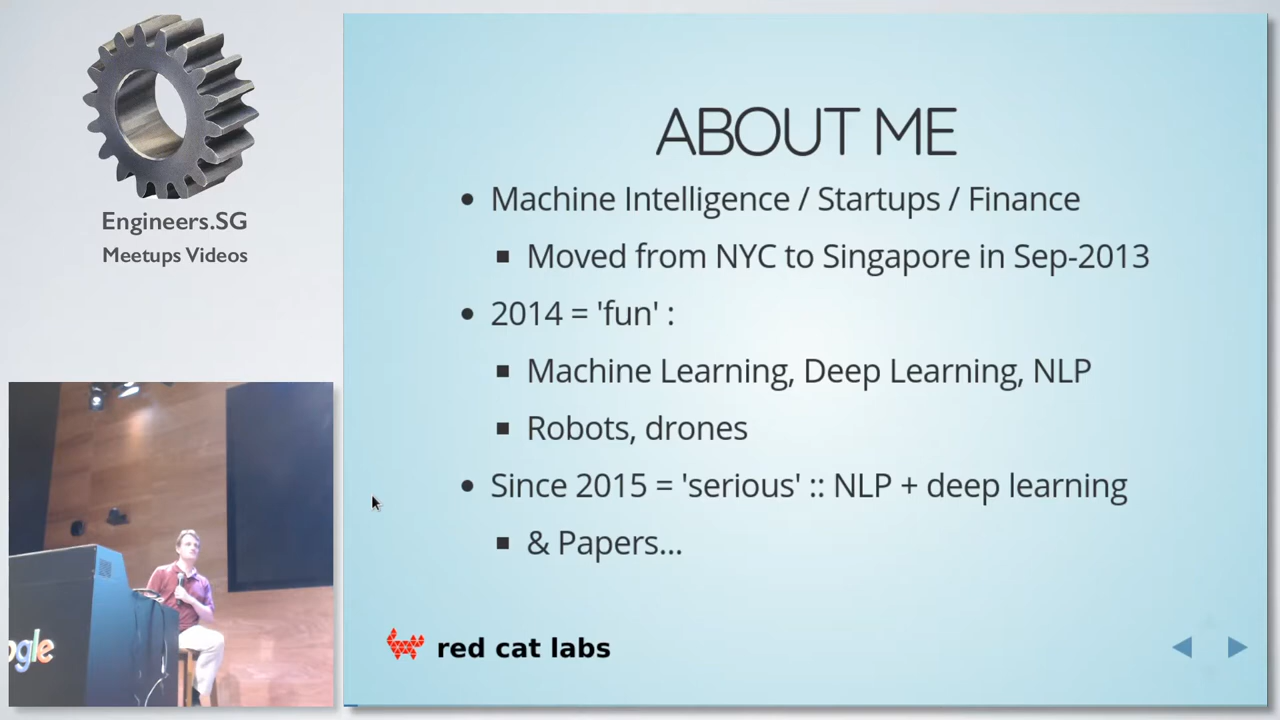 Engineers.SG
Meetups Videos
ABOUT ME
Machine Intelligence / Startups / Finance
Moved from NYC to Singapore in Sep-2013
2014 = 'fun' :
Machine Learning, Deep Learning, NLP
Robots, drones
Since 2015 = 'serious' :: NLP + deep learning
& Papers...
red cat labs
ogle